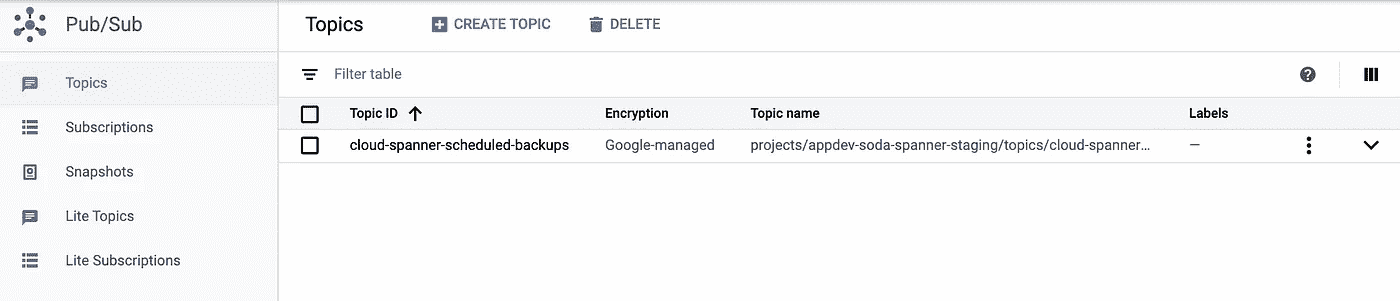 Pub/Sub
Topics
Subscriptions
Snapshots
Lite Topics
Lite Subscriptions
Topics CREATE TOPIC DELETE
Filter table
Topic ID Encryption Topic name Labels
cloud-spanner-scheduled-backups Google-managed projects/appdev-soda-spanner-staging/topics/cloud-spanner... —